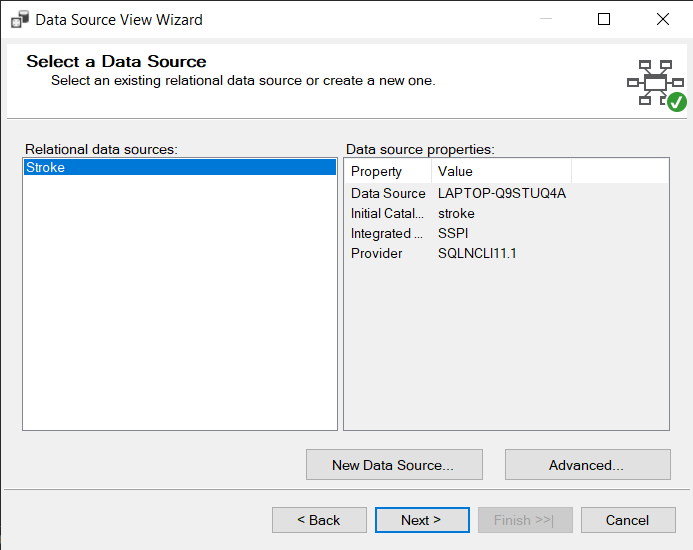 Data Source View Wizard
Select a Data Source
Select an existing relational data source or create a new one.
Relational data sources:
Stroke
Data source properties:
Property Value
Data Source LAPTOP-Q9STUQ4A
Initial Catal... stroke
Integrated ... SSPI
Provider SQLNCLI11.1
New Data Source... Advanced...
< Back Next > Finish >>| Cancel